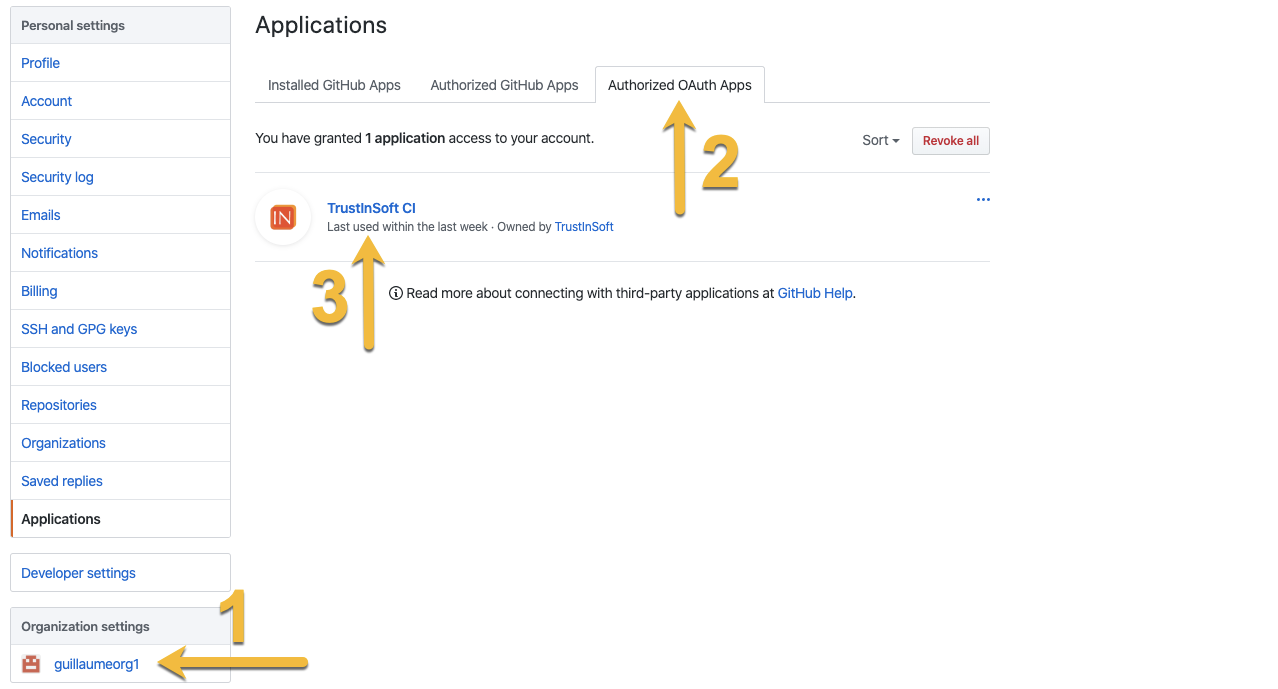 Personal settings
Profile
Account
Security
Security log
Emails
Notifications
Billing
SSH and GPG keys
Blocked users
Repositories
Organizations
Saved replies
Applications
Developer settings
Organization settings
guillaumeorg1
1
Applications
Installed GitHub Apps Authorized GitHub Apps Authorized OAuth Apps
You have granted 1 application access to your account. Sort Revoke all
2
IN
TrustInSoft CI ...
Last used within the last week · Owned by TrustInSoft
3
Read more about connecting with third-party applications at GitHub Help.